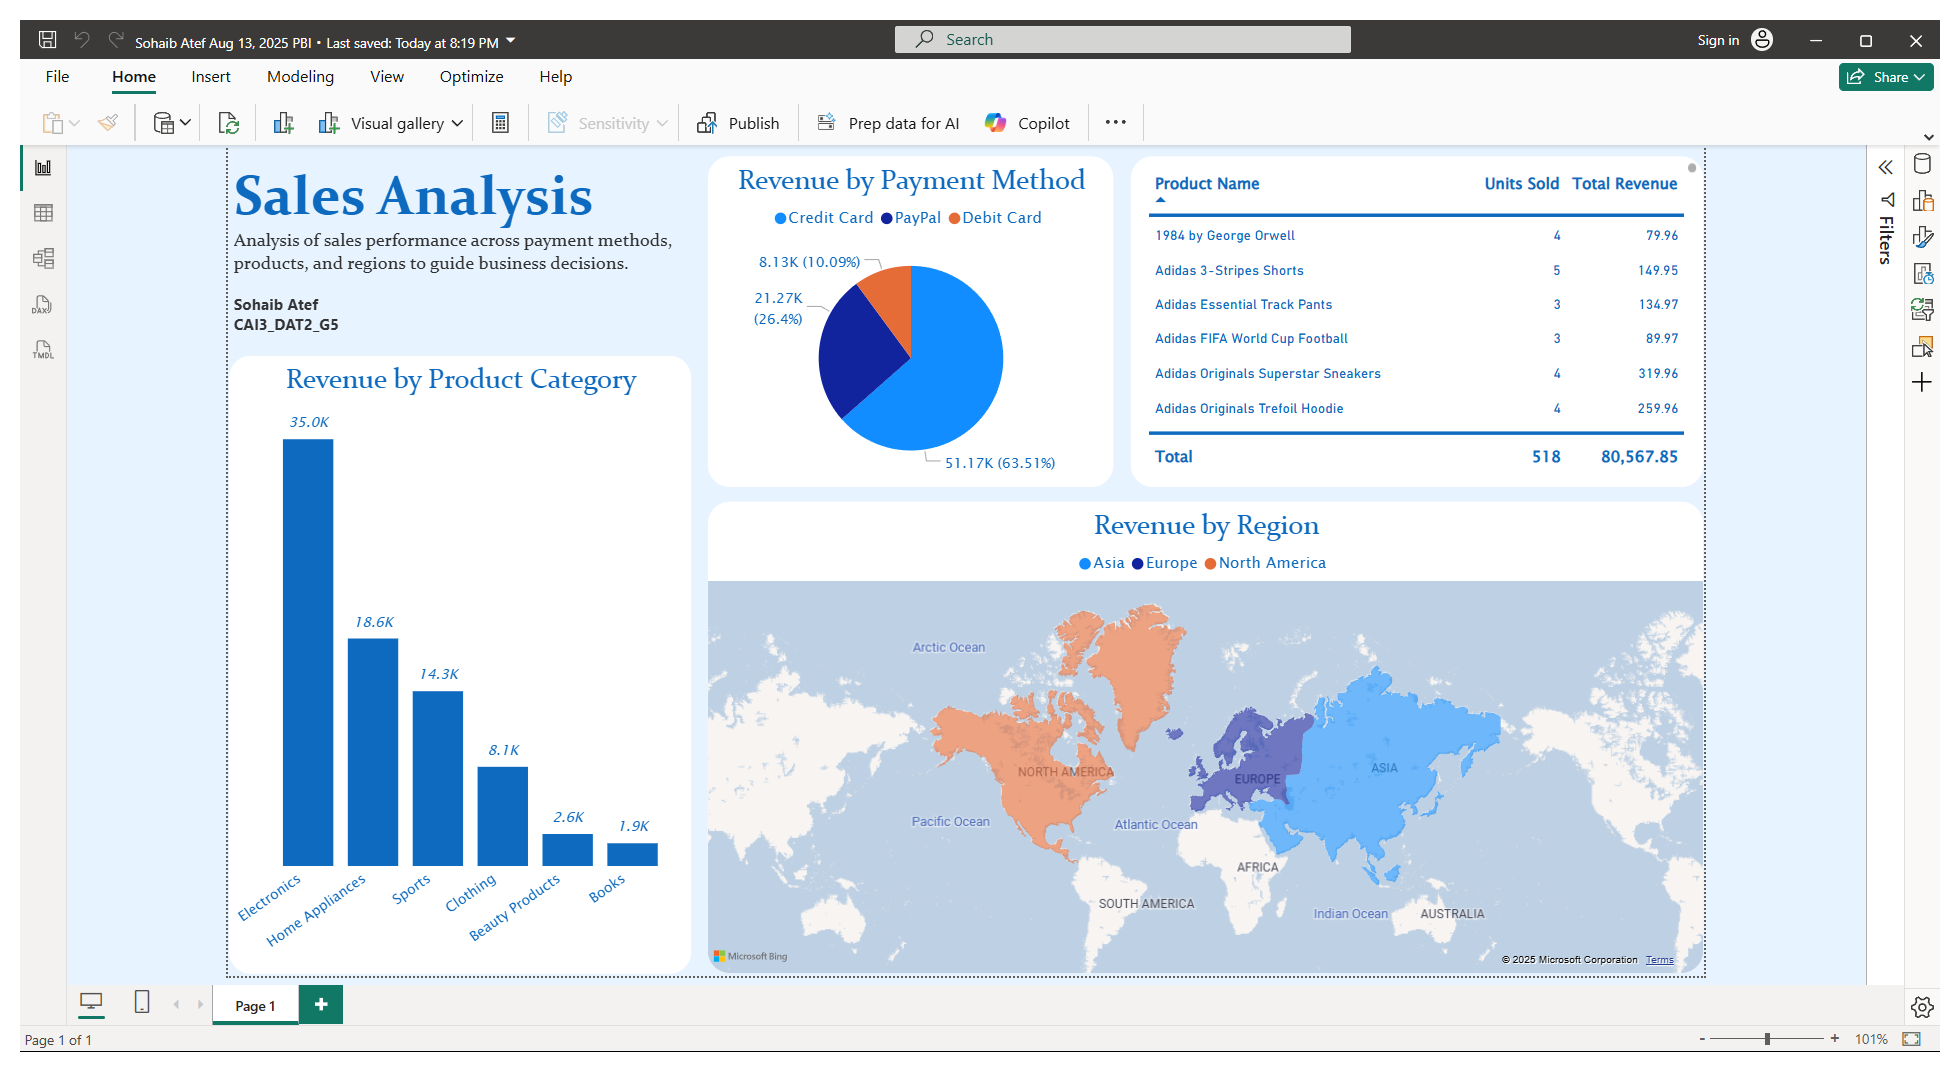 Sohaib Atef Aug 13, 2025 PBI • Last saved: Today at 8:19 PM
Search
Sign in
File
Home
Insert
Modeling
View
Optimize
Help
Share
Visual gallery
Sensitivity
Publish
Prep data for AI
Copilot
DAX
TMDL
Sales Analysis
Analysis of sales performance across payment methods,
products, and regions to guide business decisions.
Sohaib Atef
CAI3_DAT2_G5
Revenue by Product Category
35.0K
18.6K
14.3K
8.1K
2.6K
1.9K
Electronics
Home Appliances
Sports
Clothing
Beauty Products
Books
Revenue by Payment Method
Credit Card PayPal Debit Card
8.13K (10.09%)
21.27K
(26.4%)
51.17K (63.51%)
Product Name Units Sold Total Revenue
1984 by George Orwell 4 79.96
Adidas 3-Stripes Shorts 5 149.95
Adidas Essential Track Pants 3 134.97
Adidas FIFA World Cup Football 3 89.97
Adidas Originals Superstar Sneakers 4 319.96
Adidas Originals Trefoil Hoodie 4 259.96
Total 518 80,567.85
Revenue by Region
Asia Europe North America
Arctic Ocean
NORTH AMERICA
EUROPE
ASIA
Pacific Ocean
Atlantic Ocean
AFRICA
SOUTH AMERICA
Indian Ocean
AUSTRALIA
Microsoft Bing
© 2025 Microsoft Corporation Terms
Filters
Page 1
Page 1 of 1
101%